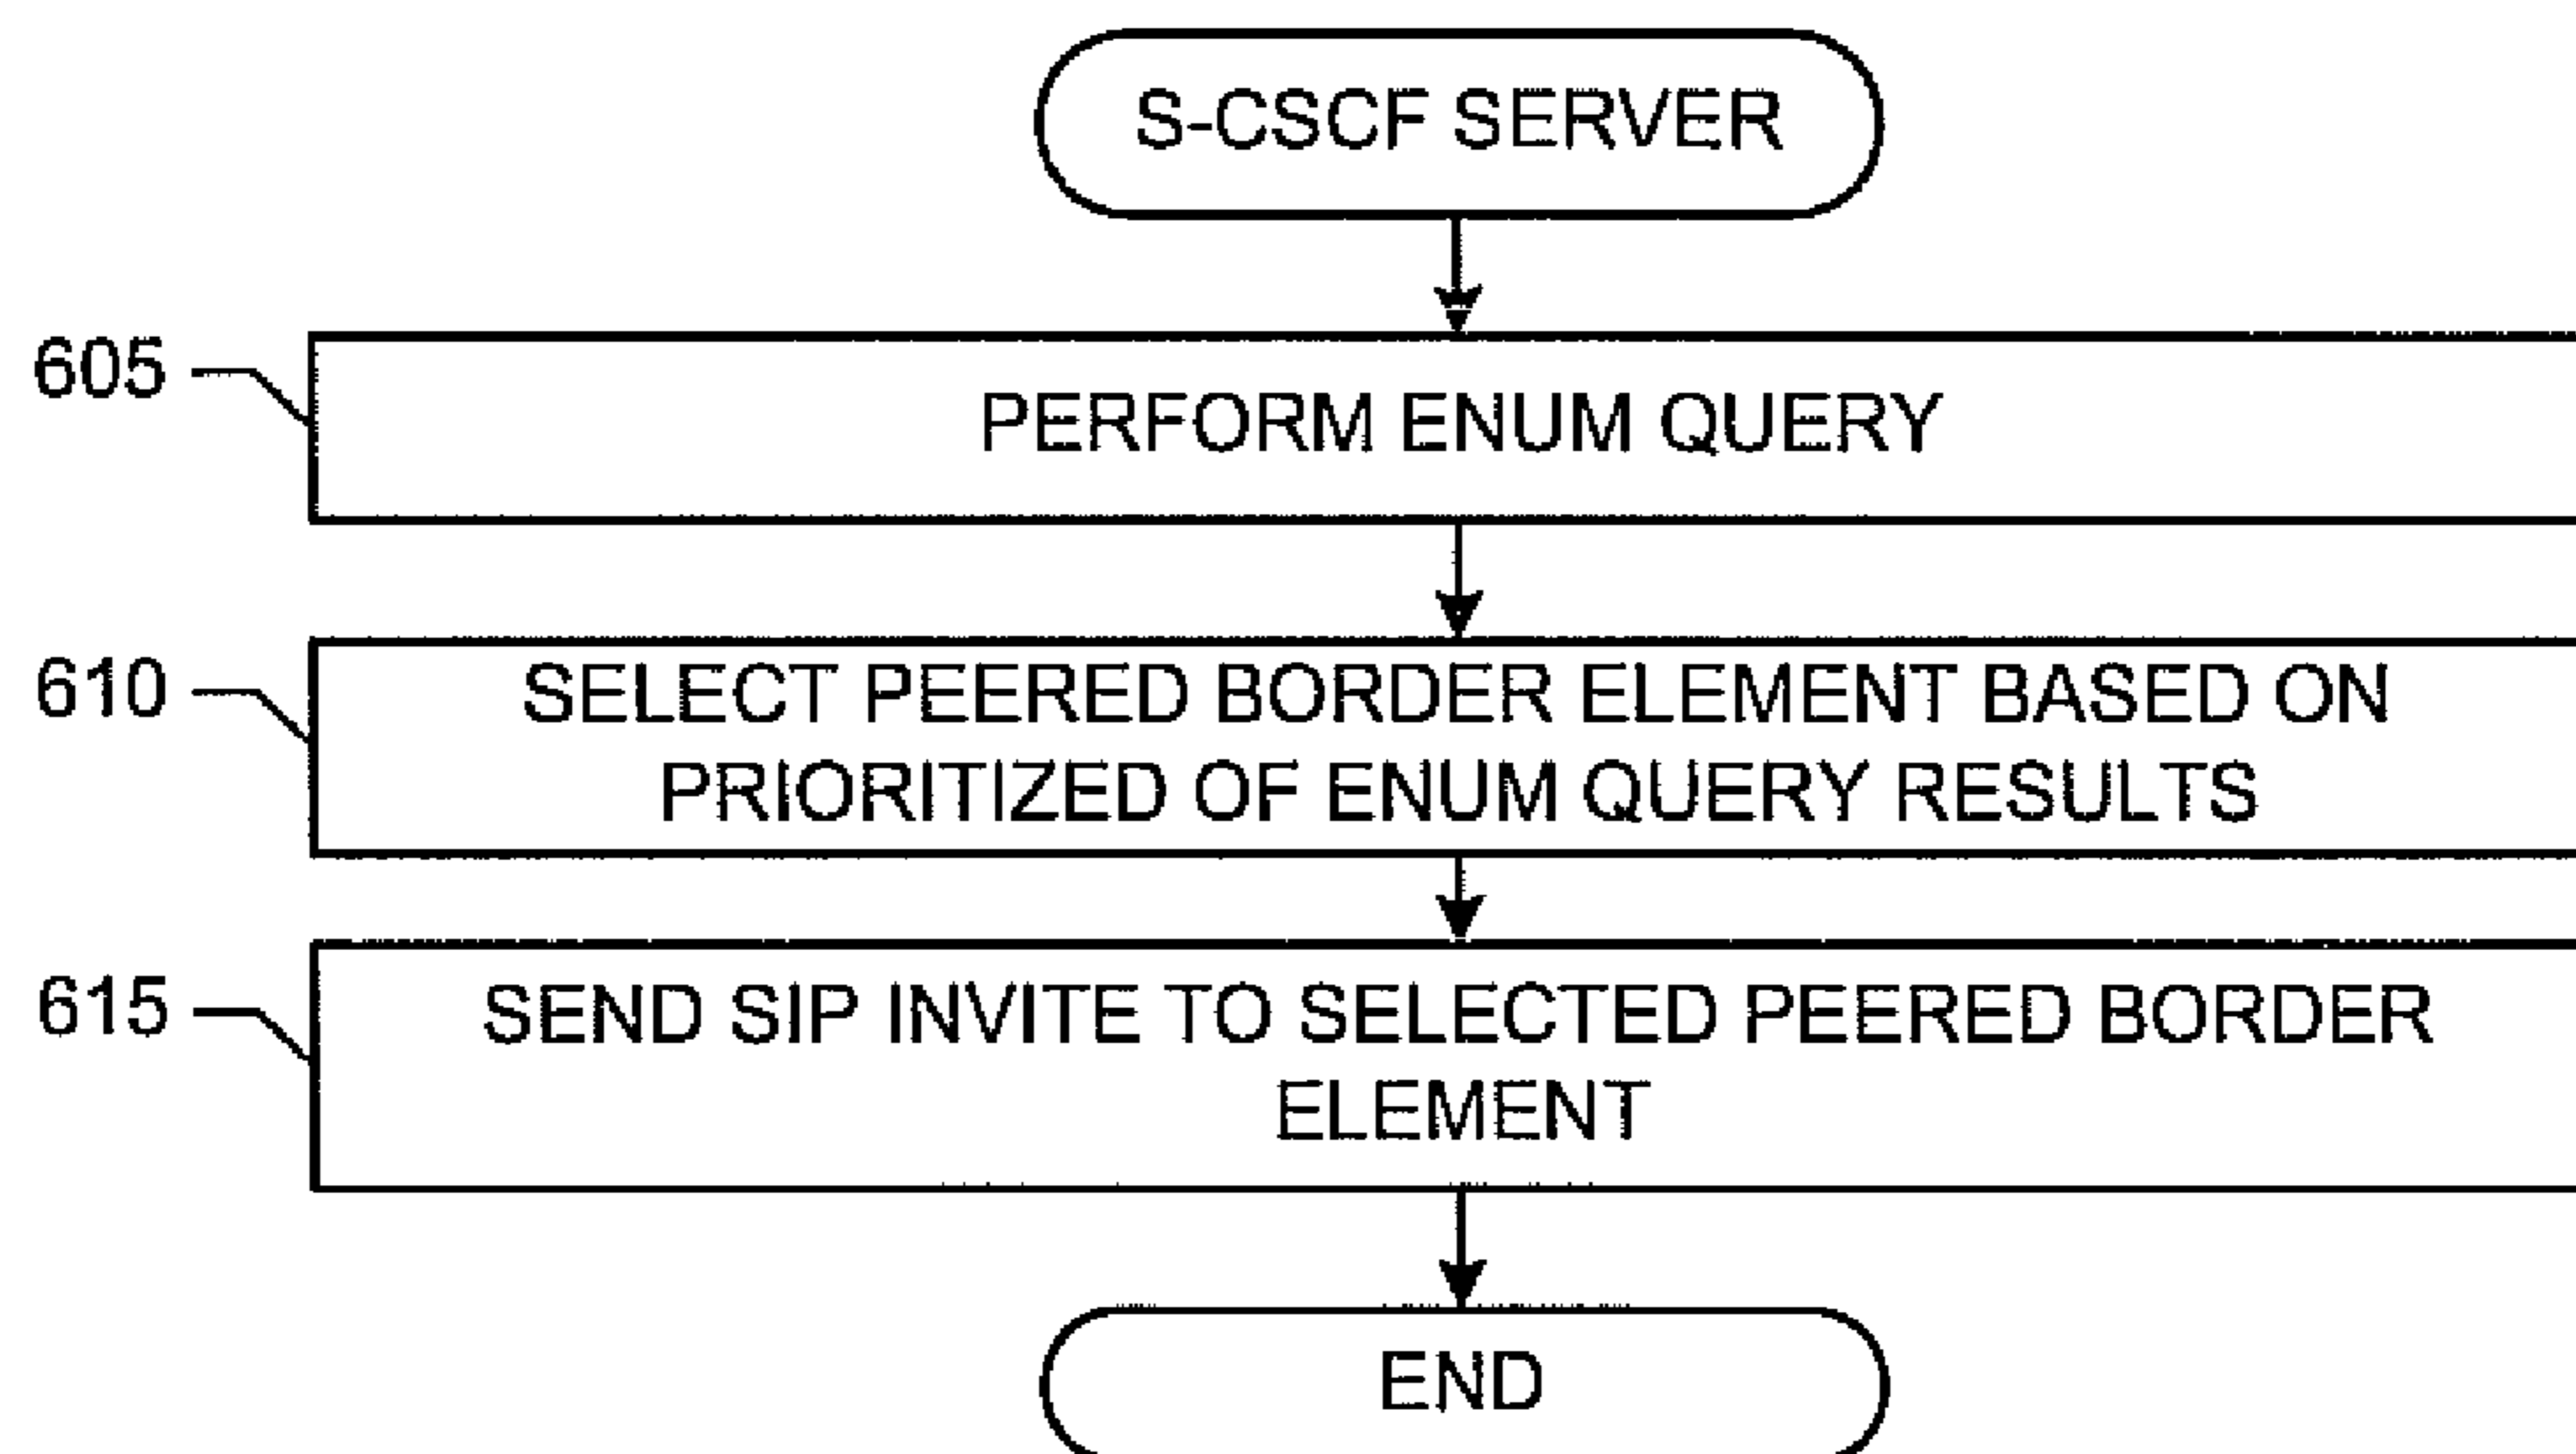 S-CSCF SERVER
605
PERFORM ENUM QUERY
610
SELECT PEERED BORDER ELEMENT BASED ON
PRIORITIZED OF ENUM QUERY RESULTS
615
SEND SIP INVITE TO SELECTED PEERED BORDER
ELEMENT
END